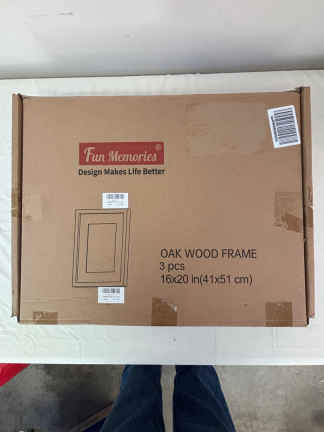 Fun Memories®
Design Makes Life Better
OAK WOOD FRAME
3 pcs
16x20 in(41x51 cm)